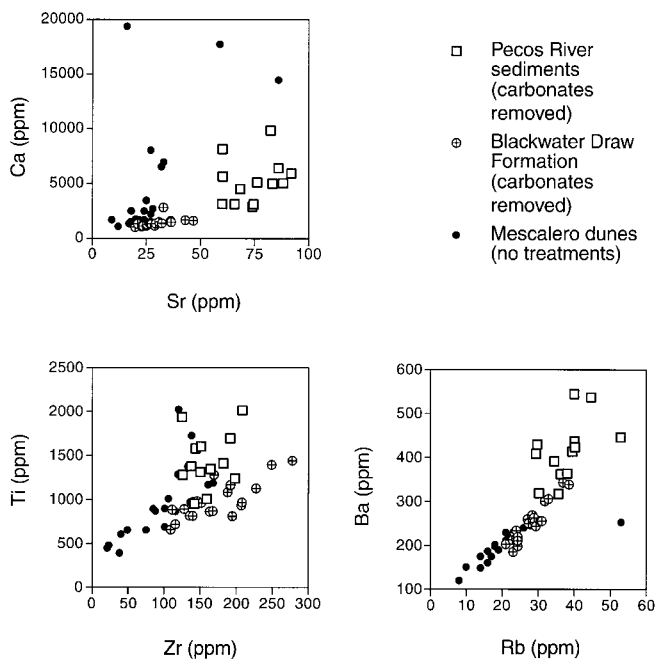 20000
15000
10000
5000
0
Ca (ppm)
0 25 50 75 100
Sr (ppm)
Pecos River
sediments
(carbonates
removed)
Blackwater Draw
Formation
(carbonates
removed)
Mescalero dunes
(no treatments)
2500
2000
1500
1000
500
0
Ti (ppm)
0 50 100 150 200 250 300
Zr (ppm)
600
500
400
300
200
100
Ba (ppm)
0 10 20 30 40 50 60
Rb (ppm)